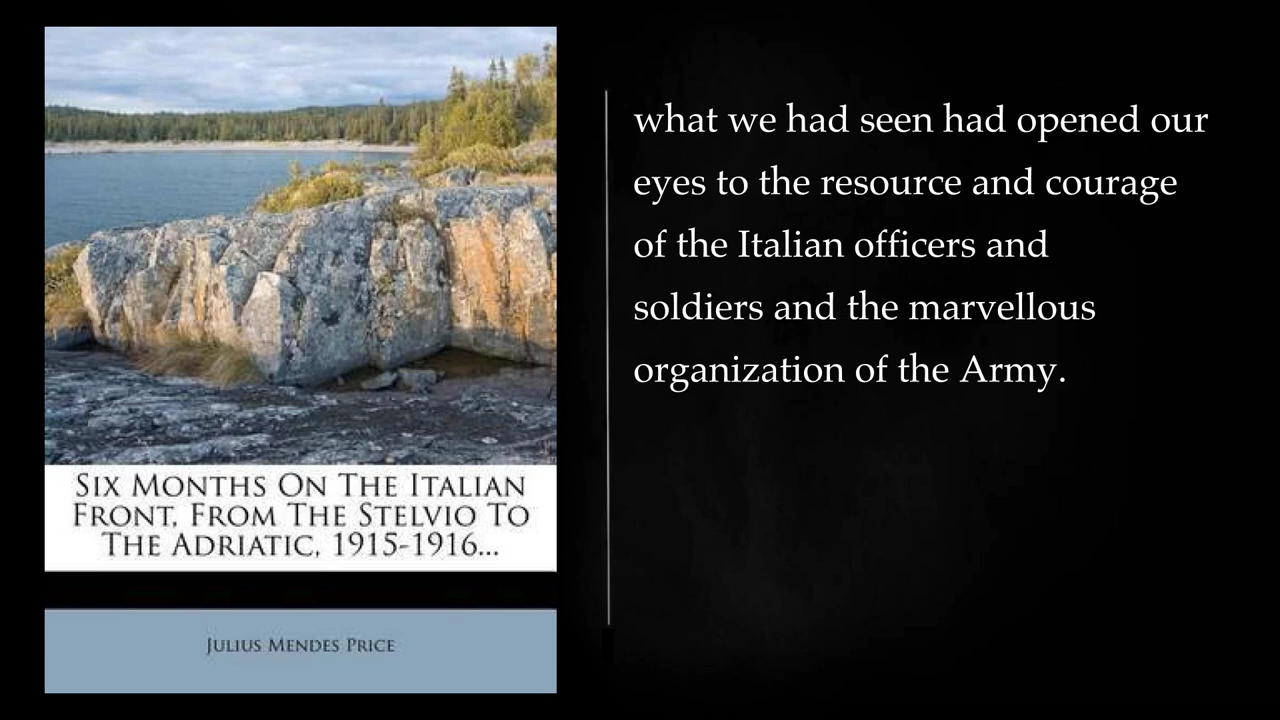 what we had seen had opened our
eyes to the resource and courage
of the Italian officers and
soldiers and the marvellous
organization of the Army.
Six Months On The Italian
Front, From The Stelvio To
The Adriatic, 1915-1916...
Julius Mendes Price